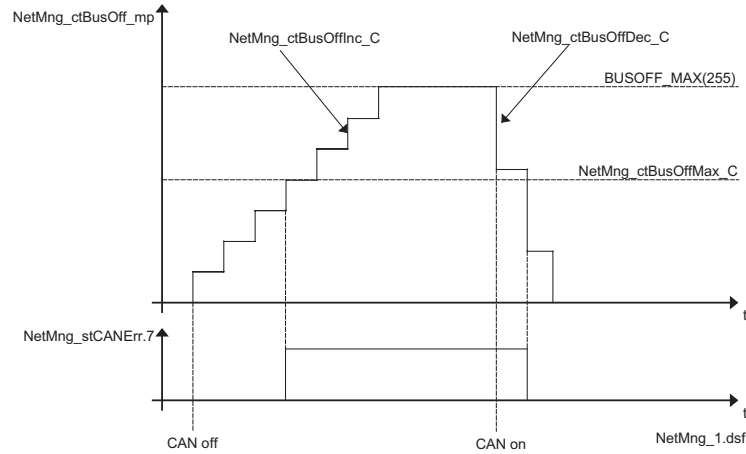 NetMng_ctBusOff_mp
NetMng_ctBusOffInc_C
NetMng_ctBusOffDec_C
BUSOFF_MAX(255)
NetMng_ctBusOffMax_C
t
NetMng_stCANErr.7
t
CAN off
CAN on
NetMng_1.dsf